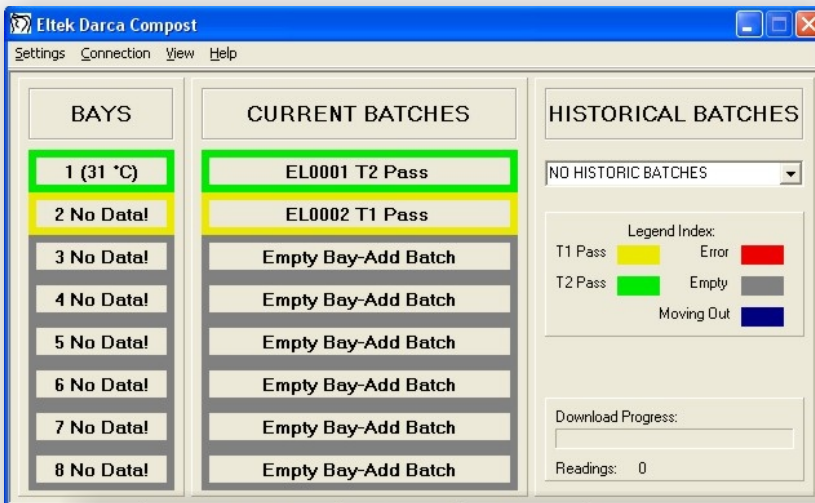 Eltek Darca Compost
Settings Connection View Help
BAYS
1 (31 °C)
2 No Data!
3 No Data!
4 No Data!
5 No Data!
6 No Data!
7 No Data!
8 No Data!
CURRENT BATCHES
EL0001 T2 Pass
EL0002 T1 Pass
Empty Bay-Add Batch
Empty Bay-Add Batch
Empty Bay-Add Batch
Empty Bay-Add Batch
Empty Bay-Add Batch
Empty Bay-Add Batch
HISTORICAL BATCHES
NO HISTORIC BATCHES
Legend Index:
T1 Pass Error
T2 Pass Empty
Moving Out
Download Progress:
Readings: 0